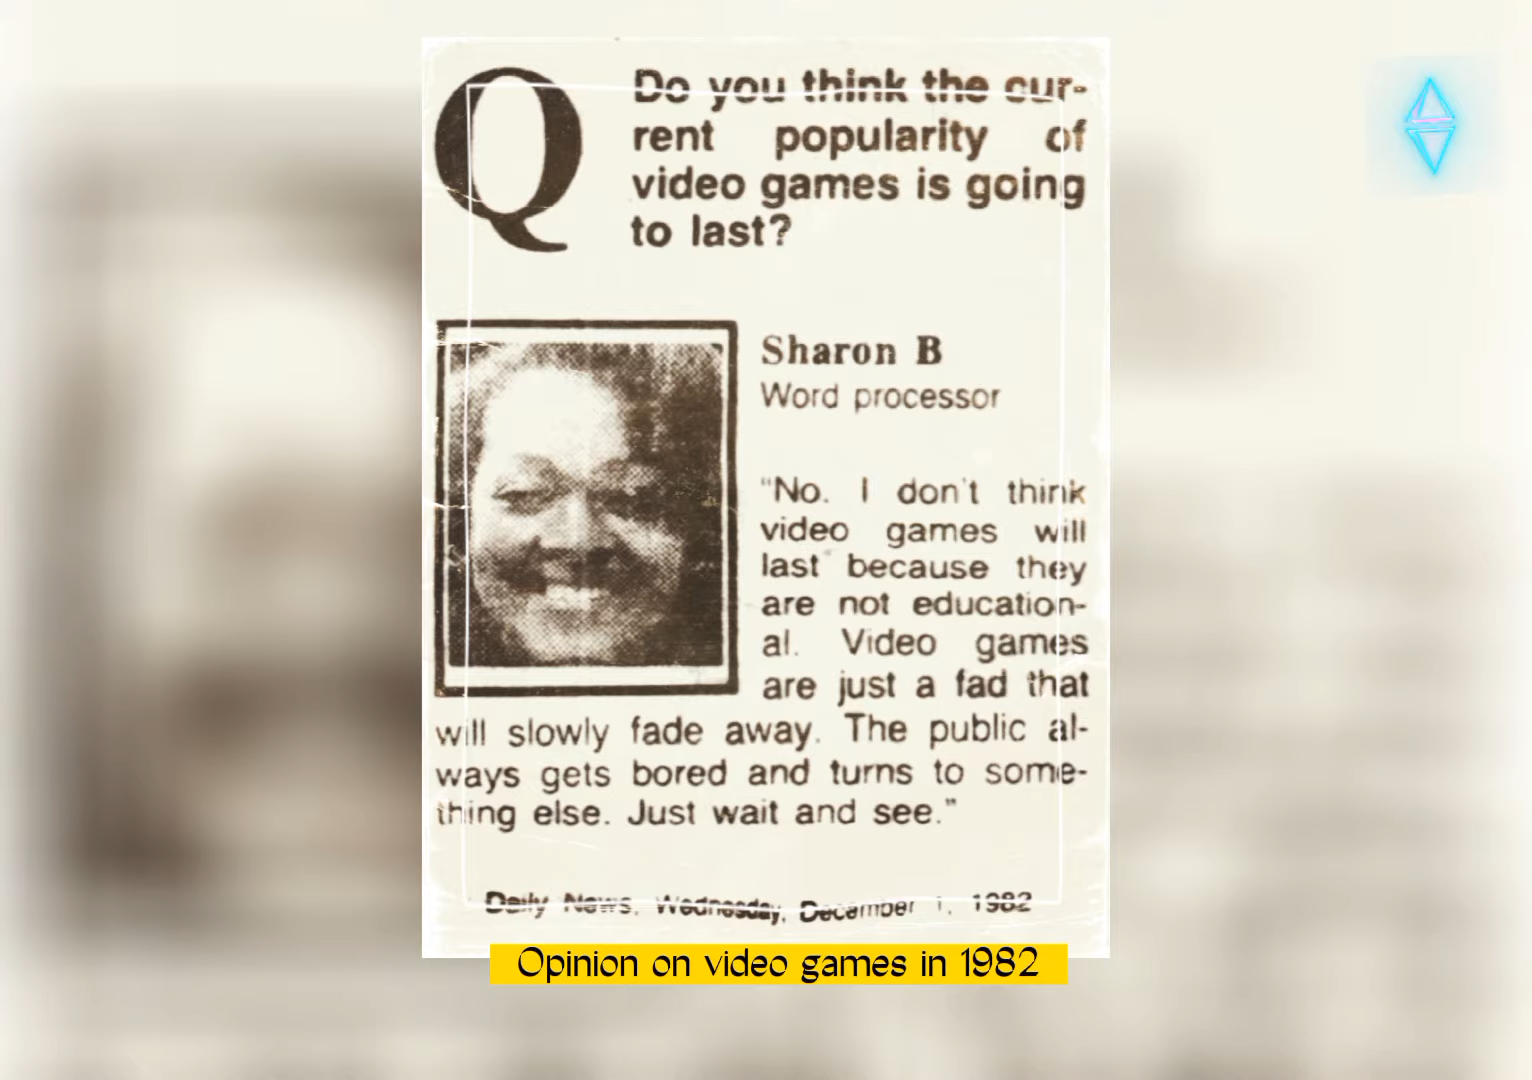 Q
Do you think the cur-
rent popularity of
video games is going
to last?
Sharon B
Word processor
"No. I don't think
video games will
last because they
are not education-
al. Video games
are just a fad that
will slowly fade away. The public al-
ways gets bored and turns to some-
thing else. Just wait and see."
Daily News, Wednesday, December 1, 1982
Opinion on video games in 1982